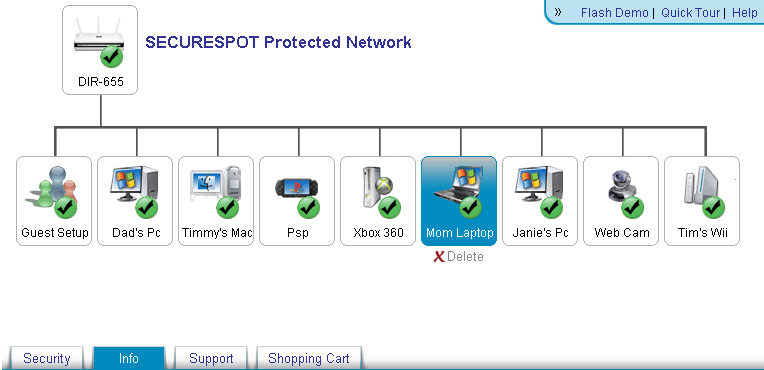 » Flash Demo | Quick Tour | Help
SECURESPOT Protected Network
DIR-655
Guest Setup Dad's Pc Timmy's Mac Psp Xbox 360 Mom Laptop Janie's Pc Web Cam Tim's Wii
X Delete
Security Info Support Shopping Cart